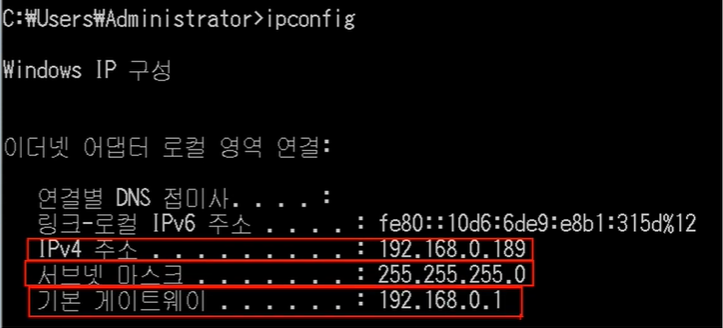 C:₩Users₩Administrator>ipconfig
Windows IP 구성
이더넷 어댑터 로컬 영역 연결:
연결별 DNS 접미사. . . . :
링크-로컬 IPv6 주소 . . . . : fe80::10d6:6de9:e8b1:315d%12
IPv4 주소 . . . . . . . . . : 192.168.0.189
서브넷 마스크 . . . . . . . : 255.255.255.0
기본 게이트웨이 . . . . . . : 192.168.0.1